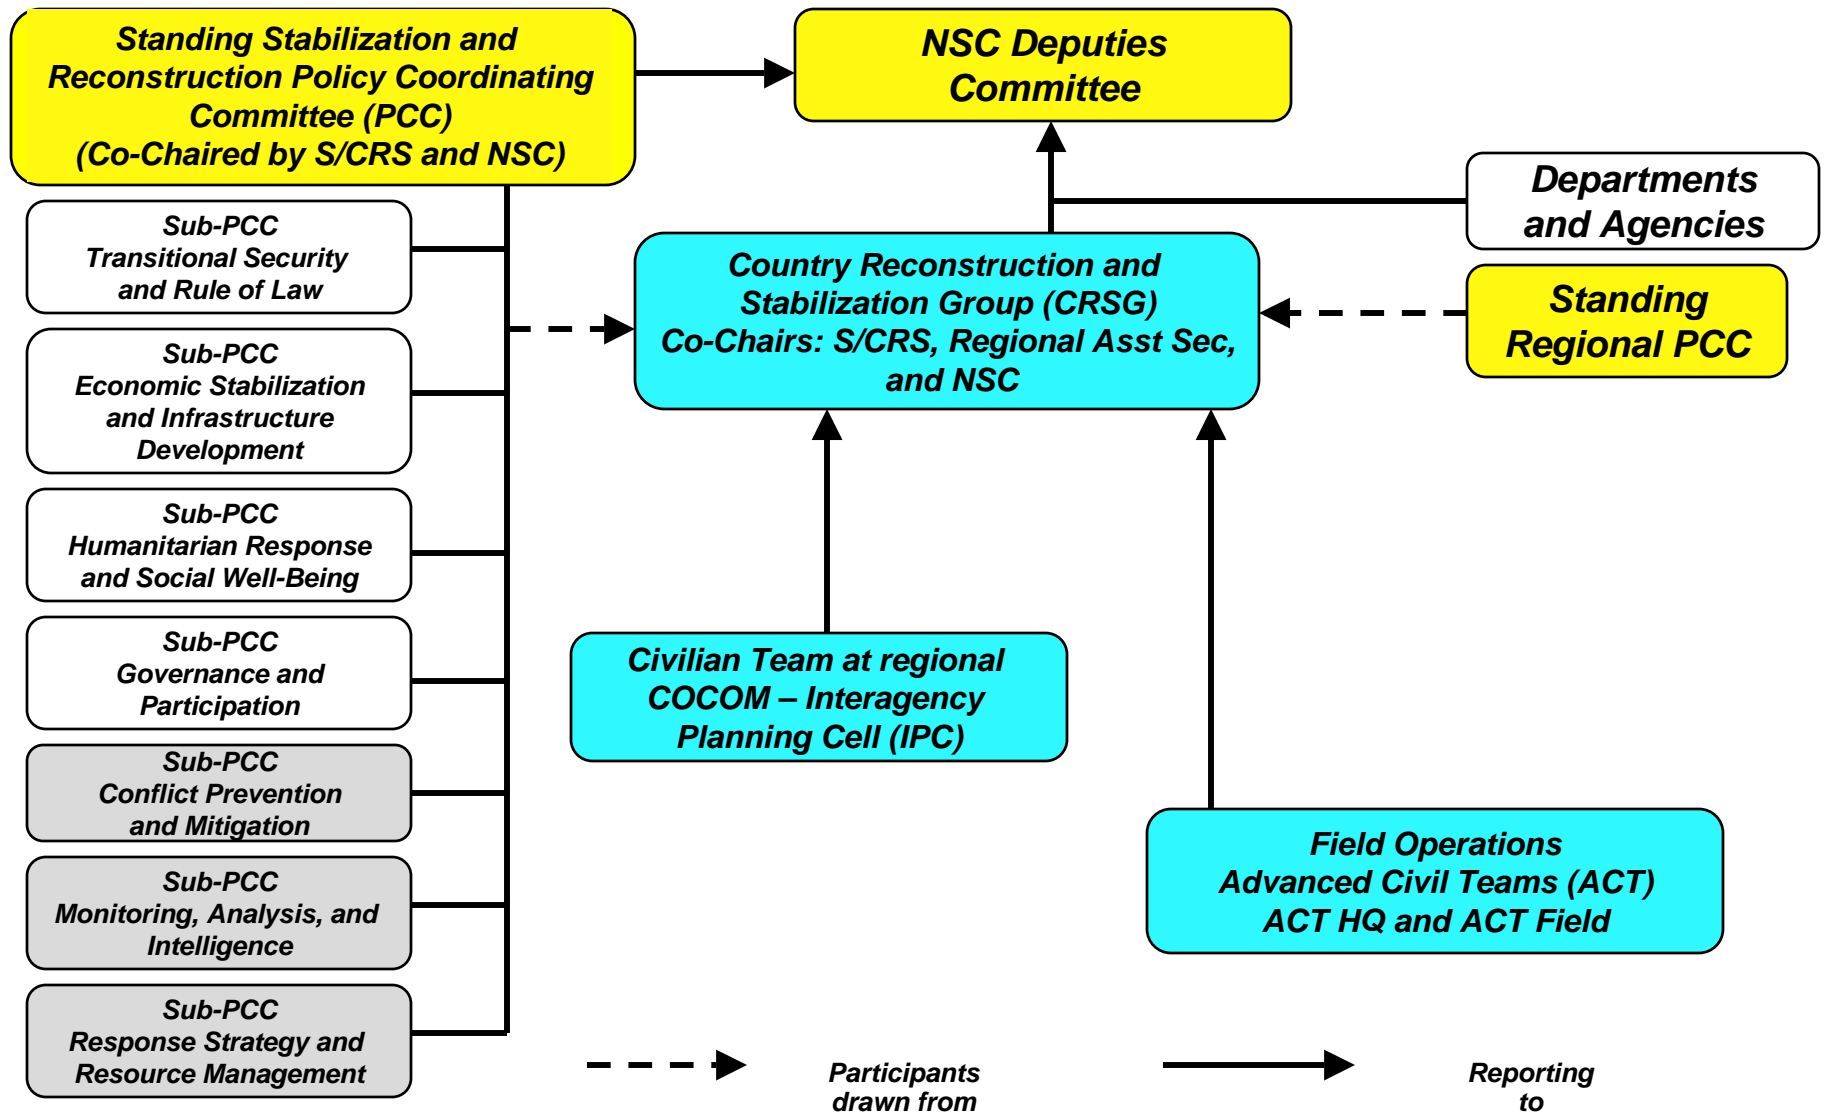 Standing Stabilization and
Reconstruction Policy Coordinating
Committee (PCC)
(Co-Chaired by S/CRS and NSC)
NSC Deputies
Committee
Departments
and Agencies
Sub-PCC
Transitional Security
and Rule of Law
Country Reconstruction and
Stabilization Group (CRSG)
Co-Chairs: S/CRS, Regional Asst Sec,
and NSC
Standing
Regional PCC
Sub-PCC
Economic Stabilization
and Infrastructure
Development
Sub-PCC
Humanitarian Response
and Social Well-Being
Sub-PCC
Governance and
Participation
Civilian Team at regional
COCOM – Interagency
Planning Cell (IPC)
Sub-PCC
Conflict Prevention
and Mitigation
Sub-PCC
Monitoring, Analysis, and
Intelligence
Field Operations
Advanced Civil Teams (ACT)
ACT HQ and ACT Field
Sub-PCC
Response Strategy and
Resource Management
Participants
drawn from
Reporting
to